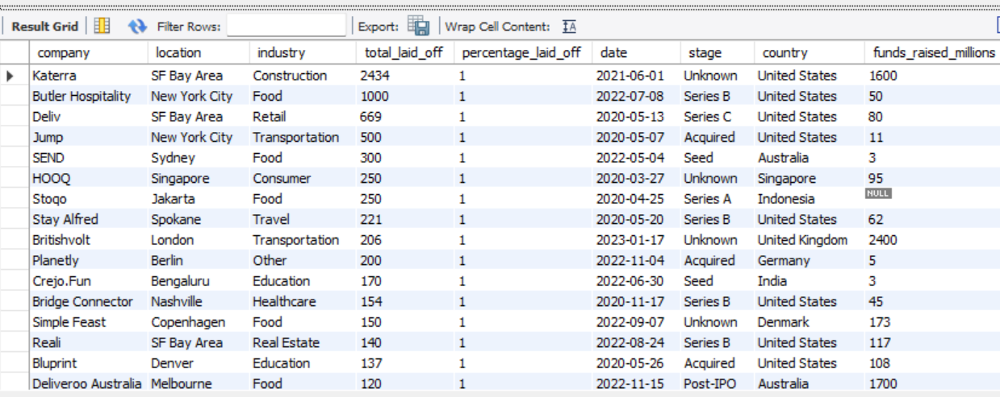 Result Grid Filter Rows: Export: Wrap Cell Content: IA
company location industry total_laid_off percentage_laid_off date stage country funds_raised_millions
Katerra SF Bay Area Construction 2434 1 2021-06-01 Unknown United States 1600
Butler Hospitality New York City Food 1000 1 2022-07-08 Series B United States 50
Deliv SF Bay Area Retail 669 1 2020-05-13 Series C United States 80
Jump New York City Transportation 500 1 2020-05-07 Acquired United States 11
SEND Sydney Food 300 1 2022-05-04 Seed Australia 3
HOOQ Singapore Consumer 250 1 2020-03-27 Unknown Singapore 95
Stoqo Jakarta Food 250 1 2020-04-25 Series A Indonesia NULL
Stay Alfred Spokane Travel 221 1 2020-05-20 Series B United States 62
Britishvolt London Transportation 206 1 2023-01-17 Unknown United Kingdom 2400
Planetly Berlin Other 200 1 2022-11-04 Acquired Germany 5
Crejo.Fun Bengaluru Education 170 1 2022-06-30 Seed India 3
Bridge Connector Nashville Healthcare 154 1 2020-11-17 Series B United States 45
Simple Feast Copenhagen Food 150 1 2022-09-07 Unknown Denmark 173
Reali SF Bay Area Real Estate 140 1 2022-08-24 Series B United States 117
Bluprint Denver Education 137 1 2020-05-26 Acquired United States 108
Deliveroo Australia Melbourne Food 120 1 2022-11-15 Post-IPO Australia 1700